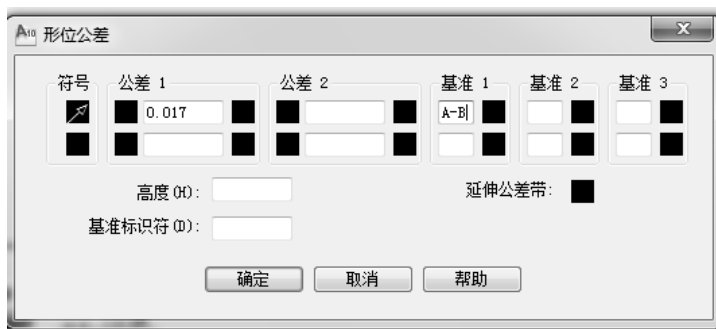 A10 形位公差
符号 公差 1 公差 2 基准 1 基准 2 基准 3
0.017 A-B
高度(H): 延伸公差带:
基准标识符(D):
确定 取消 帮助